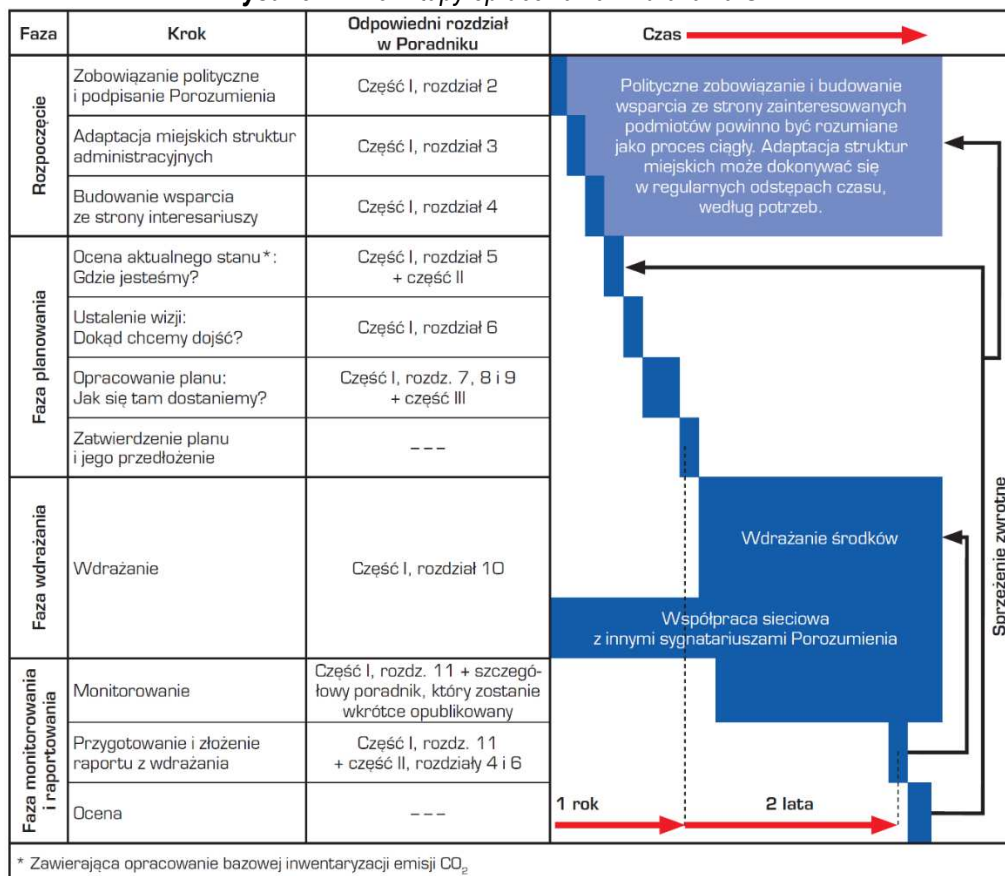 Faza
Krok
Odpowiedni rozdział
w Poradniku
Czas
Rozpoczęcie
Zobowiązanie polityczne
i podpisanie Porozumienia
Część I, rozdział 2
Adaptacja miejskich struktur
administracyjnych
Część I, rozdział 3
Budowanie wsparcia
ze strony interesariuszy
Część I, rozdział 4
Polityczne zobowiązanie i budowanie
wsparcia ze strony zainteresowanych
podmiotów powinno być rozumiane
jako proces ciągły. Adaptacja struktur
miejskich może dokonywać się
w regularnych odstępach czasu,
według potrzeb.
Faza planowania
Ocena aktualnego stanu*:
Gdzie jesteśmy?
Część I, rozdział 5
+ część II
Ustalenie wizji:
Dokąd chcemy dojść?
Część I, rozdział 6
Opracowanie planu:
Jak się tam dostaniemy?
Część I, rozdz. 7, 8 i 9
+ część III
Zatwierdzenie planu
i jego przedłożenie
– – –
Faza wdrażania
Wdrażanie
Część I, rozdział 10
Wdrażanie środków
Współpraca sieciowa
z innymi sygnatariuszami Porozumienia
Sprzężenie zwrotne
Faza monitorowania
i raportowania
Monitorowanie
Część I, rozdz. 11 + szczegó-
łowy poradnik, który zostanie
wkrótce opublikowany
Przygotowanie i złożenie
raportu z wdrażania
Część I, rozdz. 11
+ część II, rozdziały 4 i 6
Ocena
– – –
1 rok
2 lata
* Zawierająca opracowanie bazowej inwentaryzacji emisji CO₂